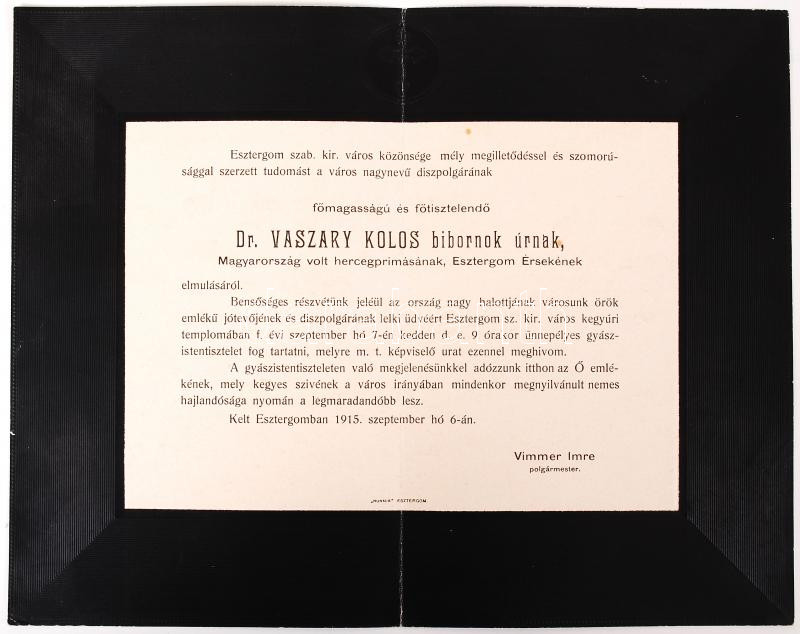 Esztergom szab. kir. város közönsége mély megilletődéssel és szomorú-
sággal szerzett tudomást a város nagynevű diszpolgárának
főmagasságú és főtisztelendő
Dr. VASZARY KOLOS bibornok úrnak,
Magyarország volt hercegprimásának, Esztergom Érsekének
elmulásáról.
Bensőséges részvétünk jeléül az ország nagy halottjának városunk örök
emlékű jótevőjének és diszpolgárának lelki üdvéért Esztergom sz. kir. város kegyúri
templomában f. évi szeptember hó 7-én kedden d. e. 9 órakor ünnepélyes gyász-
istentisztelet fog tartatni, melyre m. t. képviselő urat ezennel meghivom.
A gyászistentiszteleten való megjelenésünkkel adózzunk itthon az Ő emlé-
kének, mely kegyes szivének a város irányában mindenkor megnyilvánult nemes
hajlandósága nyomán a legmaradandóbb lesz.
Kelt Esztergomban 1915. szeptember hó 6-án.
Vimmer Imre
polgármester.
„HUNNIA" ESZTERGOM.